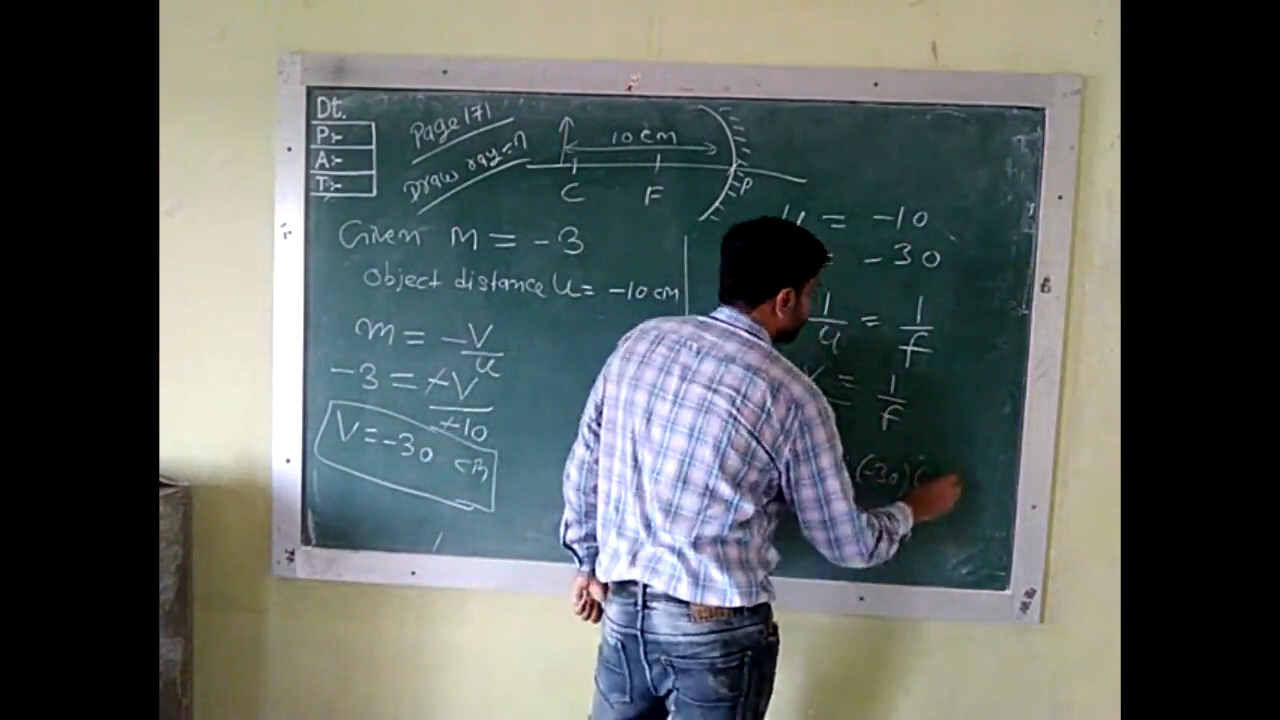 Dt.
P:-
A:-
T:-
Page 171
Draw ray
10 cm
C F P
Given m = -3
Object distance u = -10 cm
m = -v/u
-3 = -v/-10
v = -30 cm
u = -10
= -30
1/u = 1/f
= 1/f
(-30)(